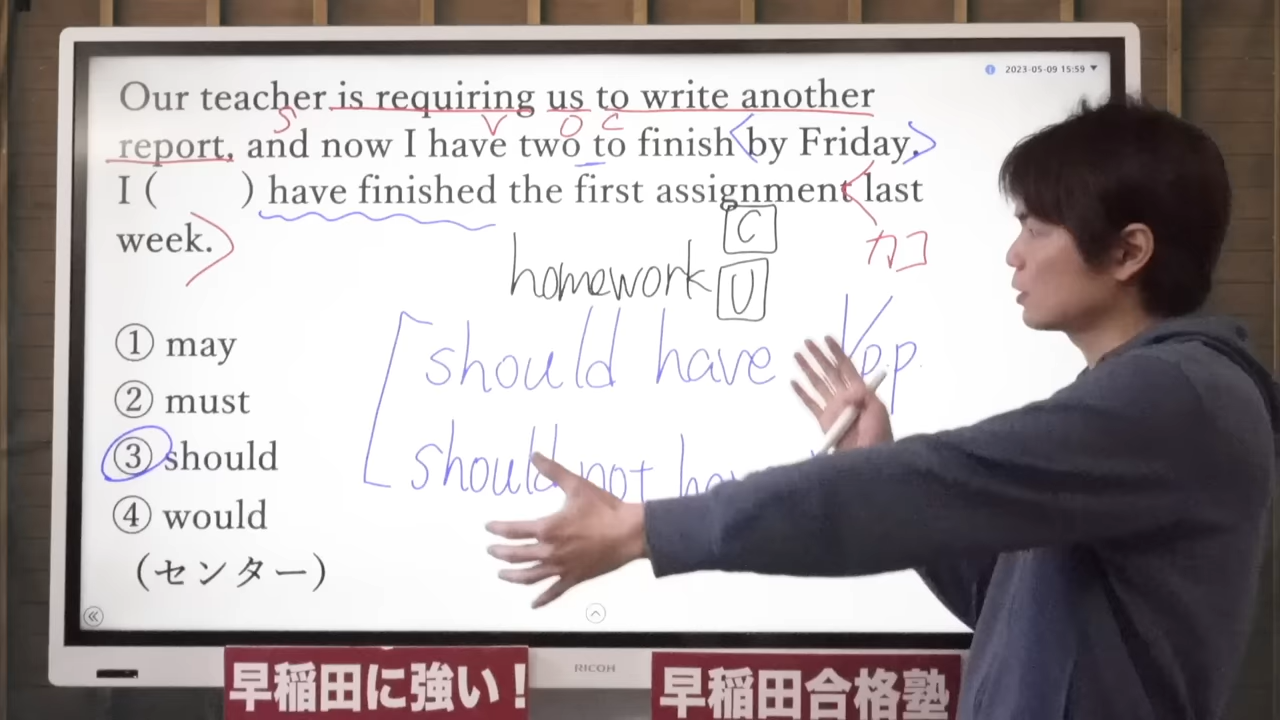 2023-05-09 15:59
Our teacher is requiring us to write another
S V O C
report, and now I have two to finish by Friday.
I ( ) have finished the first assignment last
week.
カコ
C
homework
U
① may
should have Vpp.
② must
③ should
should not
④ would
(センター)
RICOH
早稲田に強い!
早稲田合格塾